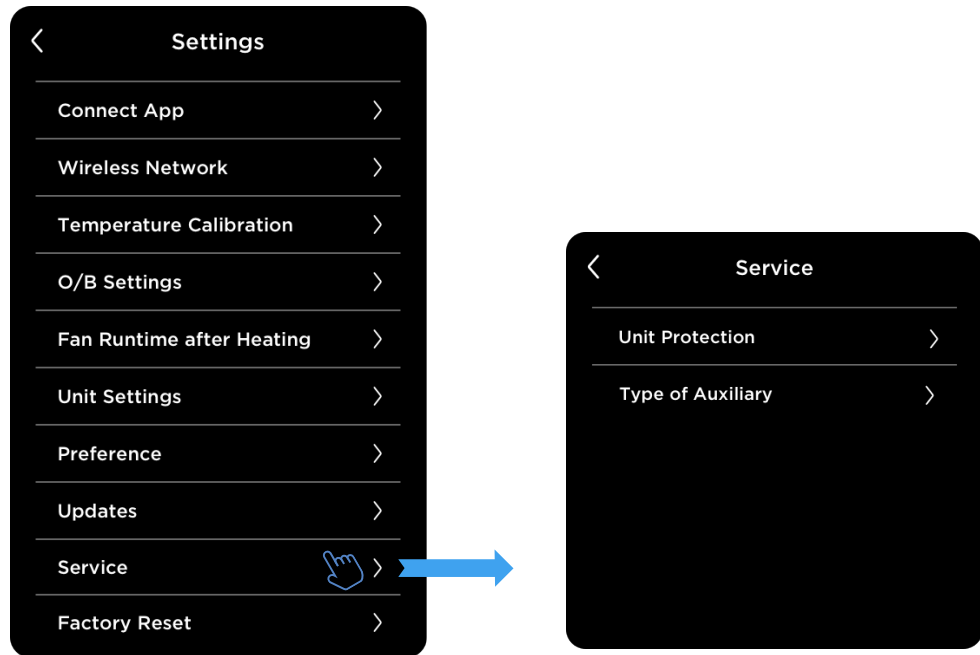 Settings
Connect App
Wireless Network
Temperature Calibration
O/B Settings
Fan Runtime after Heating
Unit Settings
Preference
Updates
Service
Factory Reset
Service
Unit Protection
Type of Auxiliary